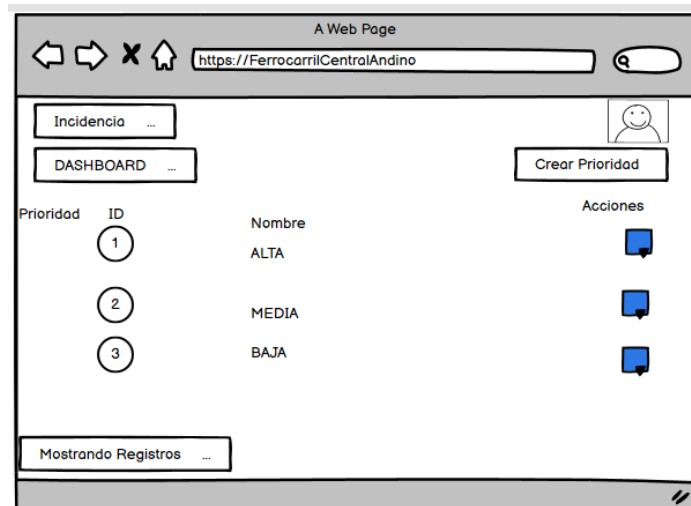 A Web Page
https://FerrocarrilCentralAndino
Incidencia ...
DASHBOARD ...
Crear Prioridad
Prioridad ID Nombre Acciones
1 ALTA
2 MEDIA
3 BAJA
Mostrando Registros ...